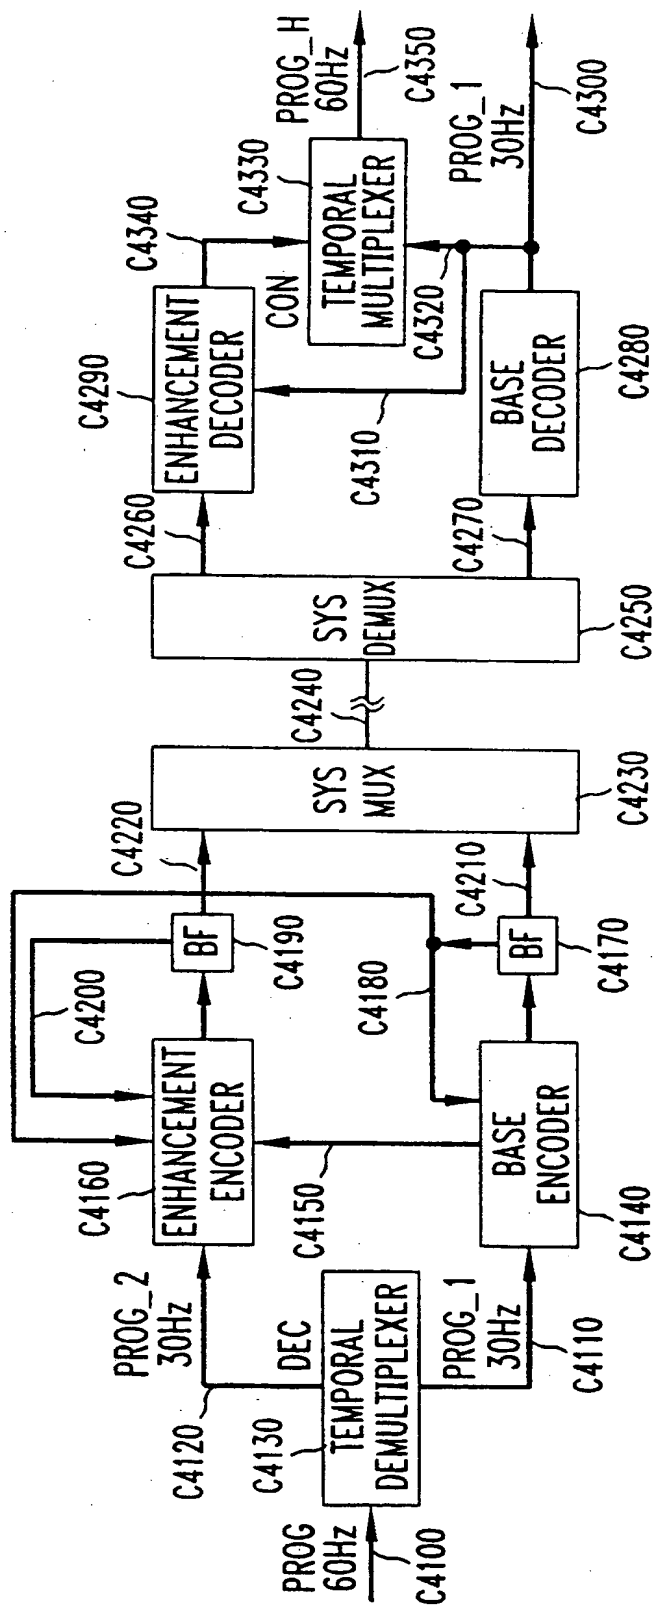 PROG
60Hz
C4100
C4130
TEMPORAL
DEMULTIPLEXER
DEC
C4120
PROG_2
30Hz
PROG_1
30Hz
C4110
C4160
ENHANCEMENT
ENCODER
C4150
BASE
ENCODER
C4140
C4200
C4180
BF
C4190
BF
C4170
C4220
C4210
SYS
MUX
C4230
C4240
SYS
DEMUX
C4250
C4260
C4270
C4290
ENHANCEMENT
DECODER
C4310
BASE
DECODER
C4280
C4340
CON
C4320
C4330
TEMPORAL
MULTIPLEXER
PROG_H
60Hz
C4350
PROG_1
30Hz
C4300